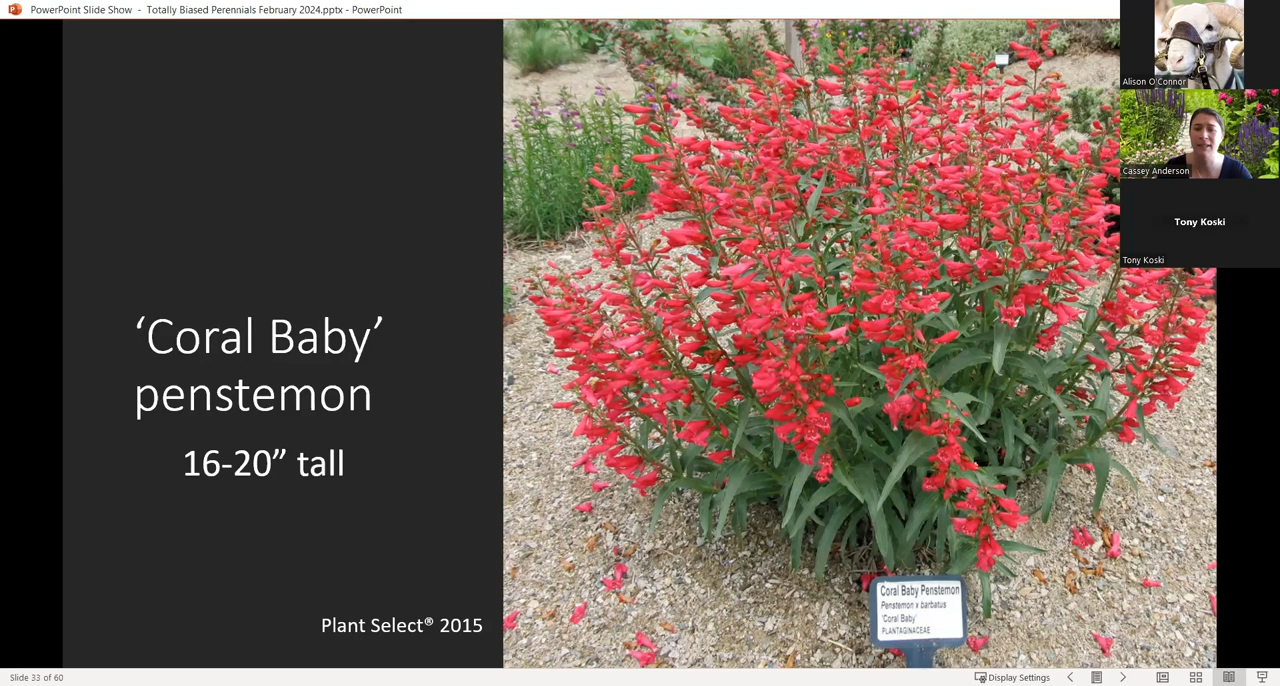 PowerPoint Slide Show - Totally Biased Perennials February 2024.pptx - PowerPoint
Alison O'Connor
Cassey Anderson
Tony Koski
Tony Koski
‘Coral Baby’
penstemon
16-20” tall
Plant Select® 2015
Coral Baby Penstemon
Penstemon x barbatus
'Coral Baby'
PLANTAGINACEAE
Slide 33 of 60
Display Settings